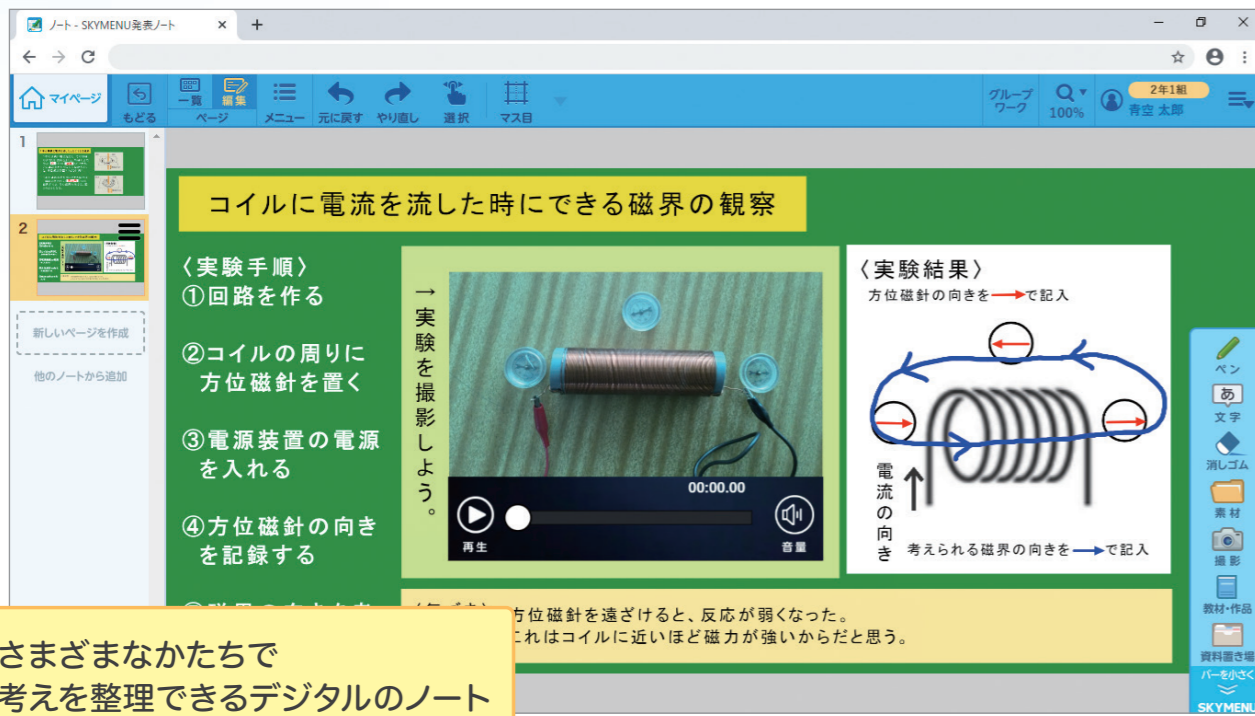 ノート - SKYMENU発表ノート
マイページ
もどる
一覧
編集
ページ
メニュー
元に戻す
やり直し
選択
マス目
グループ
ワーク
100%
2年1組
青空 太郎
1
2
新しいページを作成
他のノートから追加
コイルに電流を流した時にできる磁界の観察
〈実験手順〉
①回路を作る
②コイルの周りに
方位磁針を置く
③電源装置の電源
を入れる
④方位磁針の向き
を記録する
→実験を撮影しよう。
00:00.00
再生
音量
〈実験結果〉
方位磁針の向きを→で記入
電流の向き
考えられる磁界の向きを→で記入
方位磁針を遠ざけると、反応が弱くなった。
これはコイルに近いほど磁力が強いからだと思う。
ペン
あ
文字
消しゴム
素材
撮影
教材・作品
資料置き場
バーを小さく
SKYMENU
さまざまなかたちで
考えを整理できるデジタルのノート